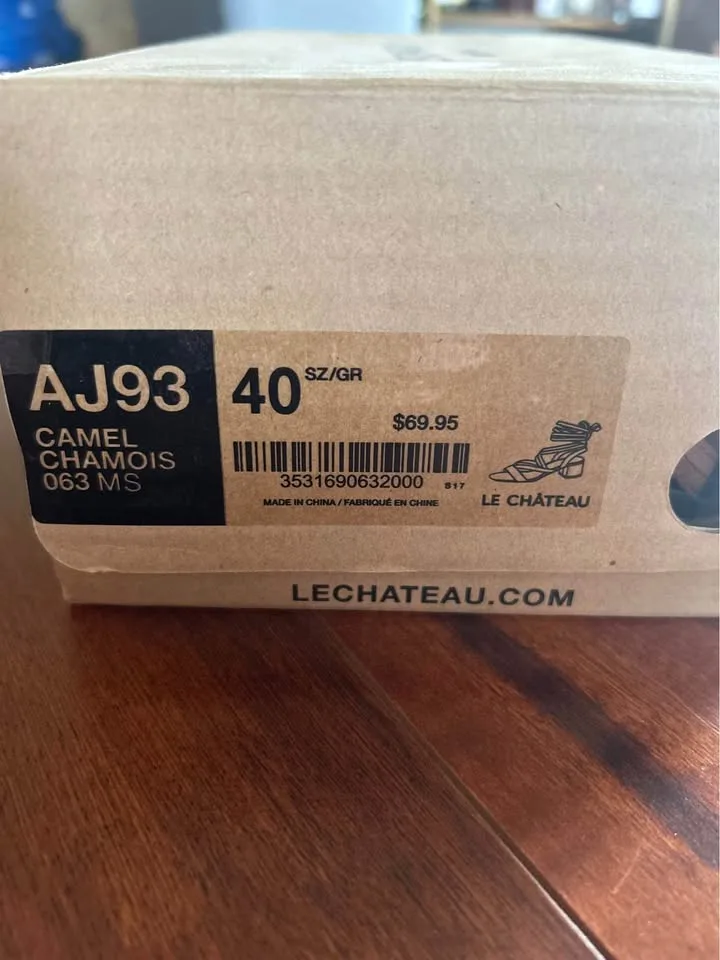 AJ93
CAMEL
CHAMOIS
063 MS
40 SZ/GR
$69.95
3531690632000 S17
MADE IN CHINA / FABRIQUÉ EN CHINE
LE CHÂTEAU
LECHATEAU.COM